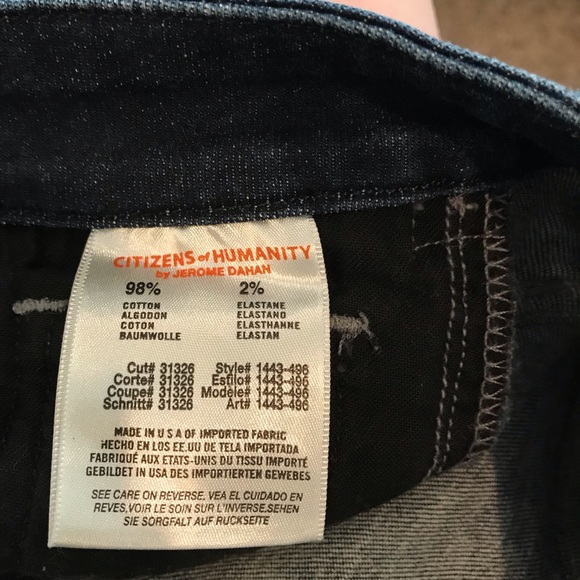 CITIZENS of HUMANITY
by JEROME DAHAN
98% 2%
COTTON ELASTANE
ALGODON ELASTANO
COTON ELASTHANNE
BAUMWOLLE ELASTAN
Cut# 31326 Style# 1443-496
Corte# 31326 Estilo# 1443-496
Coupe# 31326 Modèle# 1443-496
Schnitt# 31326 Art# 1443-496
MADE IN U S A OF IMPORTED FABRIC
HECHO EN LOS EE.UU DE TELA IMPORTADA
FABRIQUÉ AUX ETATS-UNIS DU TISSU IMPORTÉ
GEBILDET IN USA DES IMPORTIERTEN GEWEBES
SEE CARE ON REVERSE. VEA EL CUIDADO EN
REVES,VOIR LE SOIN SUR L'INVERSE.SEHEN
SIE SORGFALT AUF RUCKSEITE